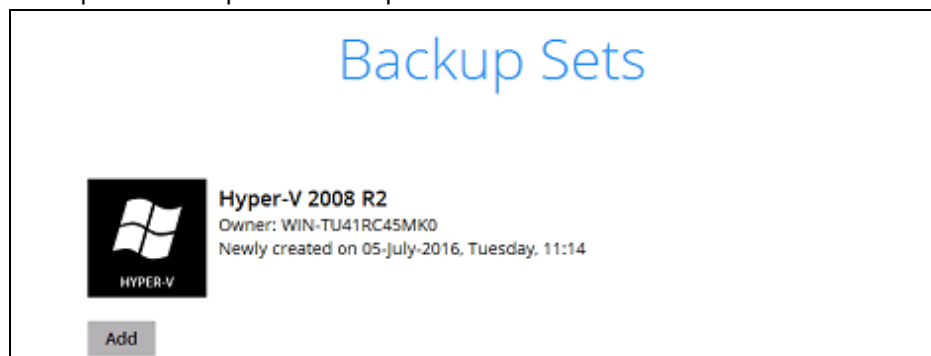 Backup Sets
Hyper-V 2008 R2
Owner: WIN-TU41RC45MK0
Newly created on 05-July-2016, Tuesday, 11:14
HYPER-V
Add